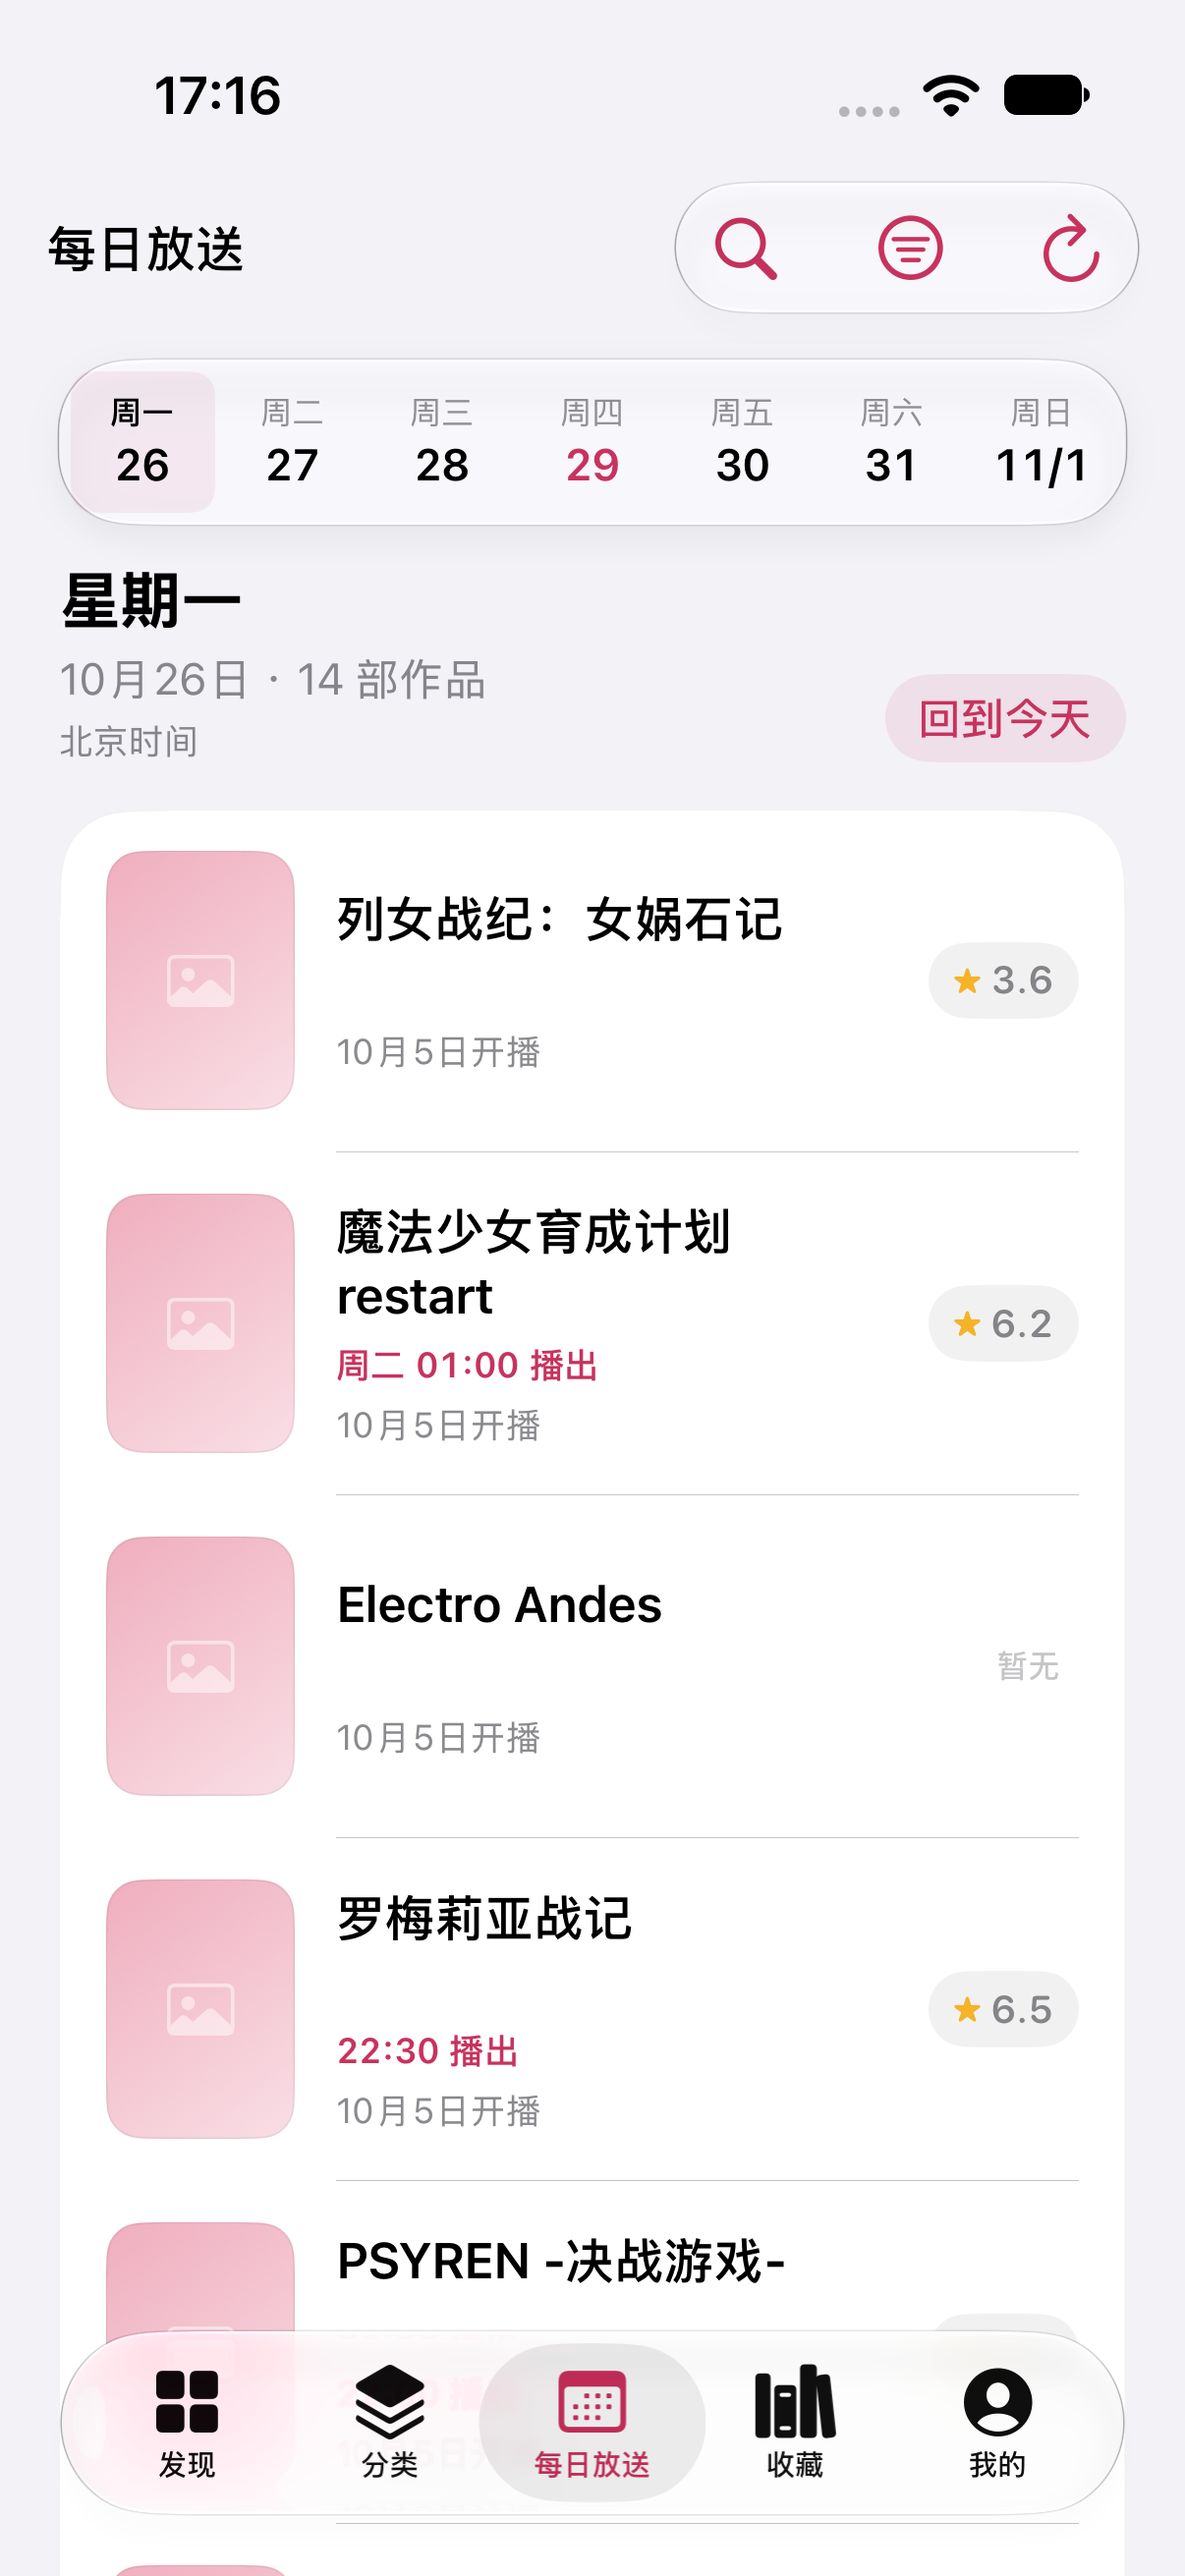 17:16
每日放送
周一 周二 周三 周四 周五 周六 周日
26 27 28 29 30 31 11/1
星期一
10月26日 · 14 部作品
北京时间
回到今天
列女战纪：女娲石记
3.6
10月5日开播
魔法少女育成计划
restart
6.2
周二 01:00 播出
10月5日开播
Electro Andes
暂无
10月5日开播
罗梅莉亚战记
6.5
22:30 播出
10月5日开播
PSYREN -决战游戏-
发现 分类 每日放送 收藏 我的